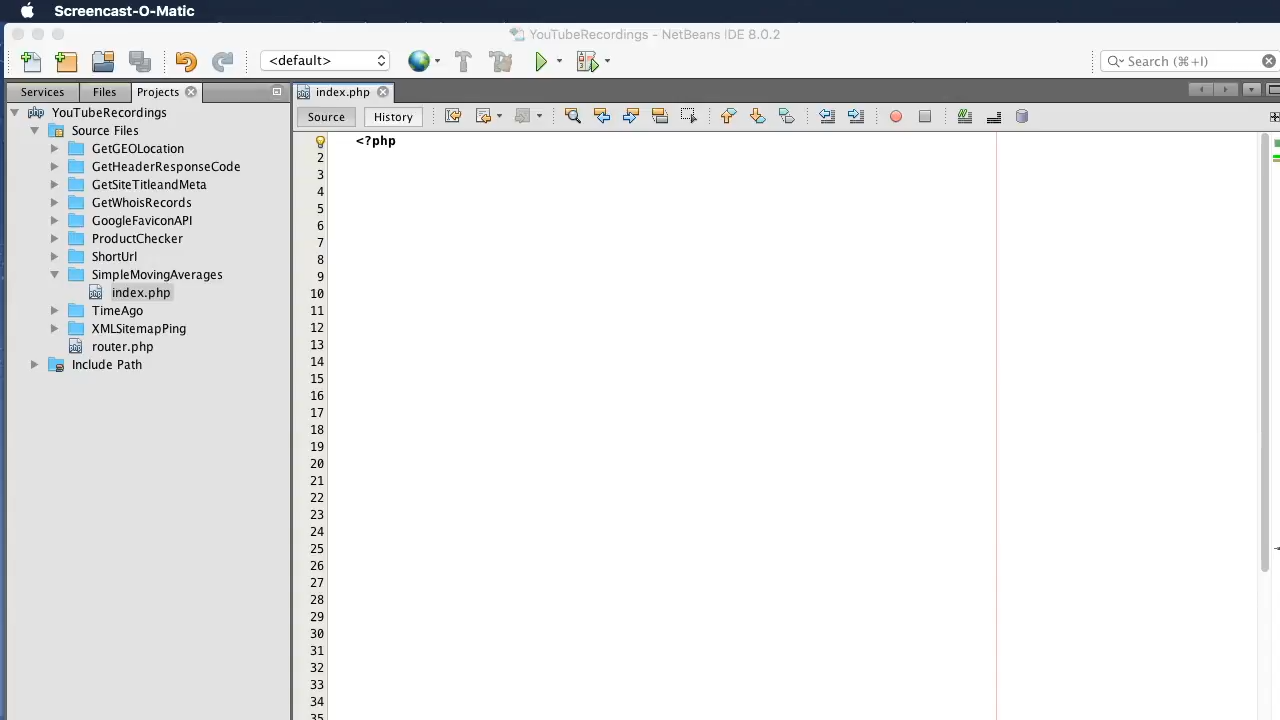 Screencast-O-Matic
YouTubeRecordings - NetBeans IDE 8.0.2
<default>
Search (⌘+I)
Services
Files
Projects
index.php
YouTubeRecordings
Source
History
Source Files
GetGEOLocation
<?php
GetHeaderResponseCode
2
GetSiteTitleandMeta
3
GetWhoisRecords
4
GoogleFaviconAPI
5
ProductChecker
6
ShortUrl
7
SimpleMovingAverages
8
index.php
9
TimeAgo
10
XMLSitemapPing
11
router.php
12
Include Path
13
14
15
16
17
18
19
20
21
22
23
24
25
26
27
28
29
30
31
32
33
34
35